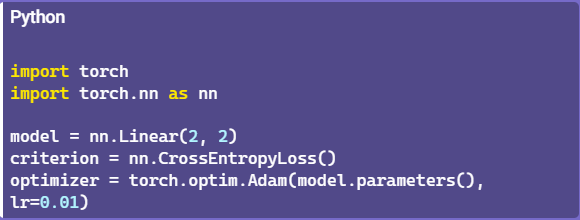 Python
import torch
import torch.nn as nn
model = nn.Linear(2, 2)
criterion = nn.CrossEntropyLoss()
optimizer = torch.optim.Adam(model.parameters(),
lr=0.01)